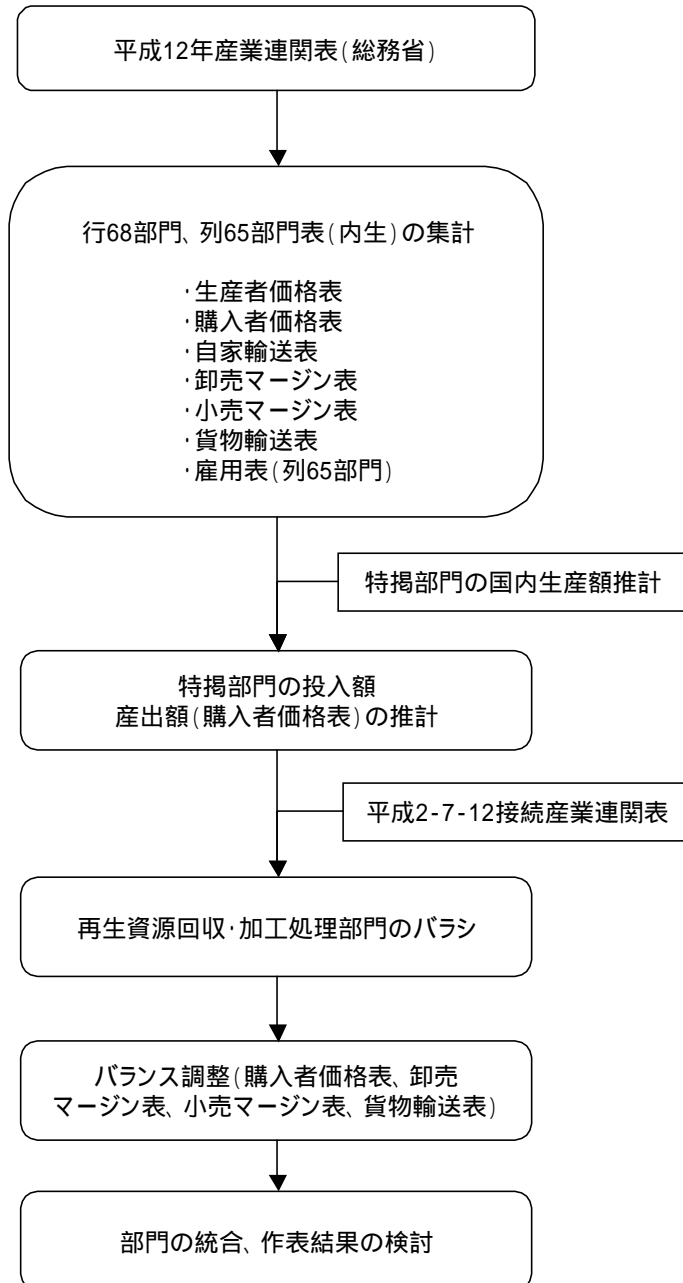 平成12年産業連関表(総務省)
行68部門、列65部門表(内生)の集計
・生産者価格表
・購入者価格表
・自家輸送表
・卸売マージン表
・小売マージン表
・貨物輸送表
・雇用表(列65部門)
特掲部門の国内生産額推計
特掲部門の投入額
産出額(購入者価格表)の推計
平成2-7-12接続産業連関表
再生資源回収・加工処理部門のバラシ
バランス調整(購入者価格表、卸売
マージン表、小売マージン表、貨物輸送表)
部門の統合、作表結果の検討